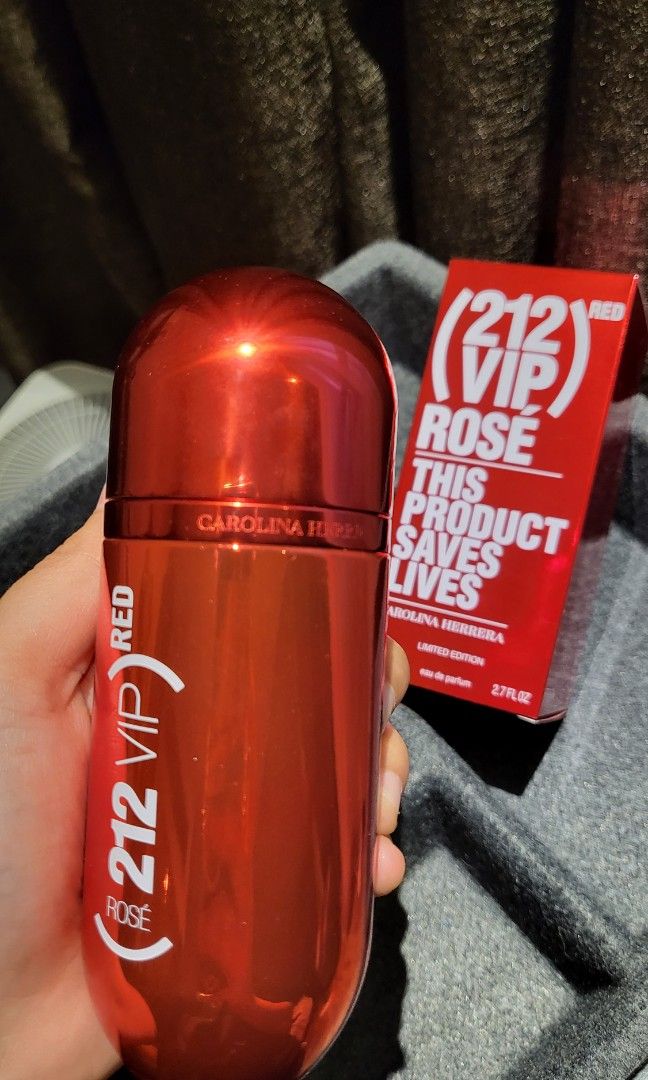 CAROLINA HERRERA
(ROSÉ 212 VIP) RED
(212 VIP) RED
ROSÉ
THIS
PRODUCT
SAVES
LIVES
CAROLINA HERRERA
LIMITED EDITION
eau de parfum 2.7 FL OZ